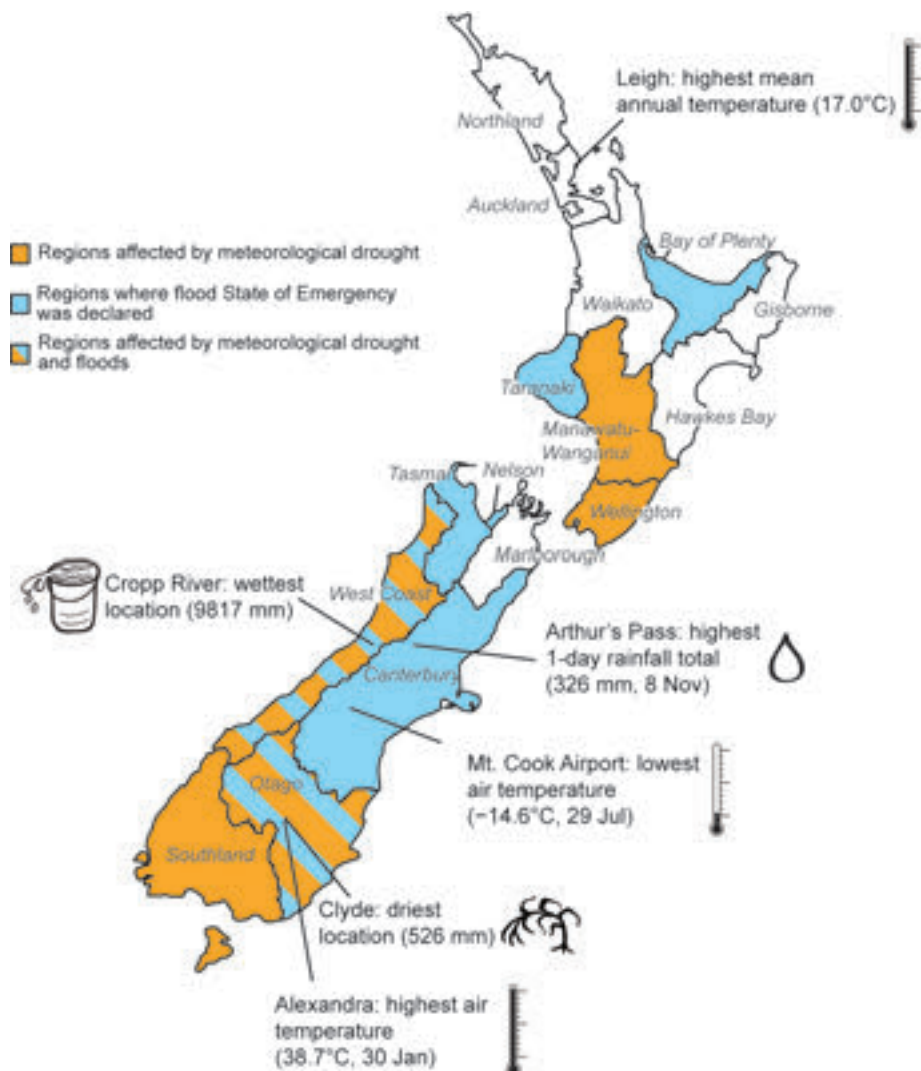 Leigh: highest mean
annual temperature (17.0°C)
Northland
Auckland
Regions affected by meteorological drought
Regions where flood State of Emergency
was declared
Regions affected by meteorological drought
and floods
Bay of Plenty
Waikato
Gisborne
Taranaki
Hawkes Bay
Manawatu-
Wanganui
Tasman
Nelson
Wellington
Marlborough
Cropp River: wettest
location (9817 mm)
West Coast
Arthur's Pass: highest
1-day rainfall total
(326 mm, 8 Nov)
Canterbury
Mt. Cook Airport: lowest
air temperature
(−14.6°C, 29 Jul)
Otago
Southland
Clyde: driest
location (526 mm)
Alexandra: highest air
temperature
(38.7°C, 30 Jan)